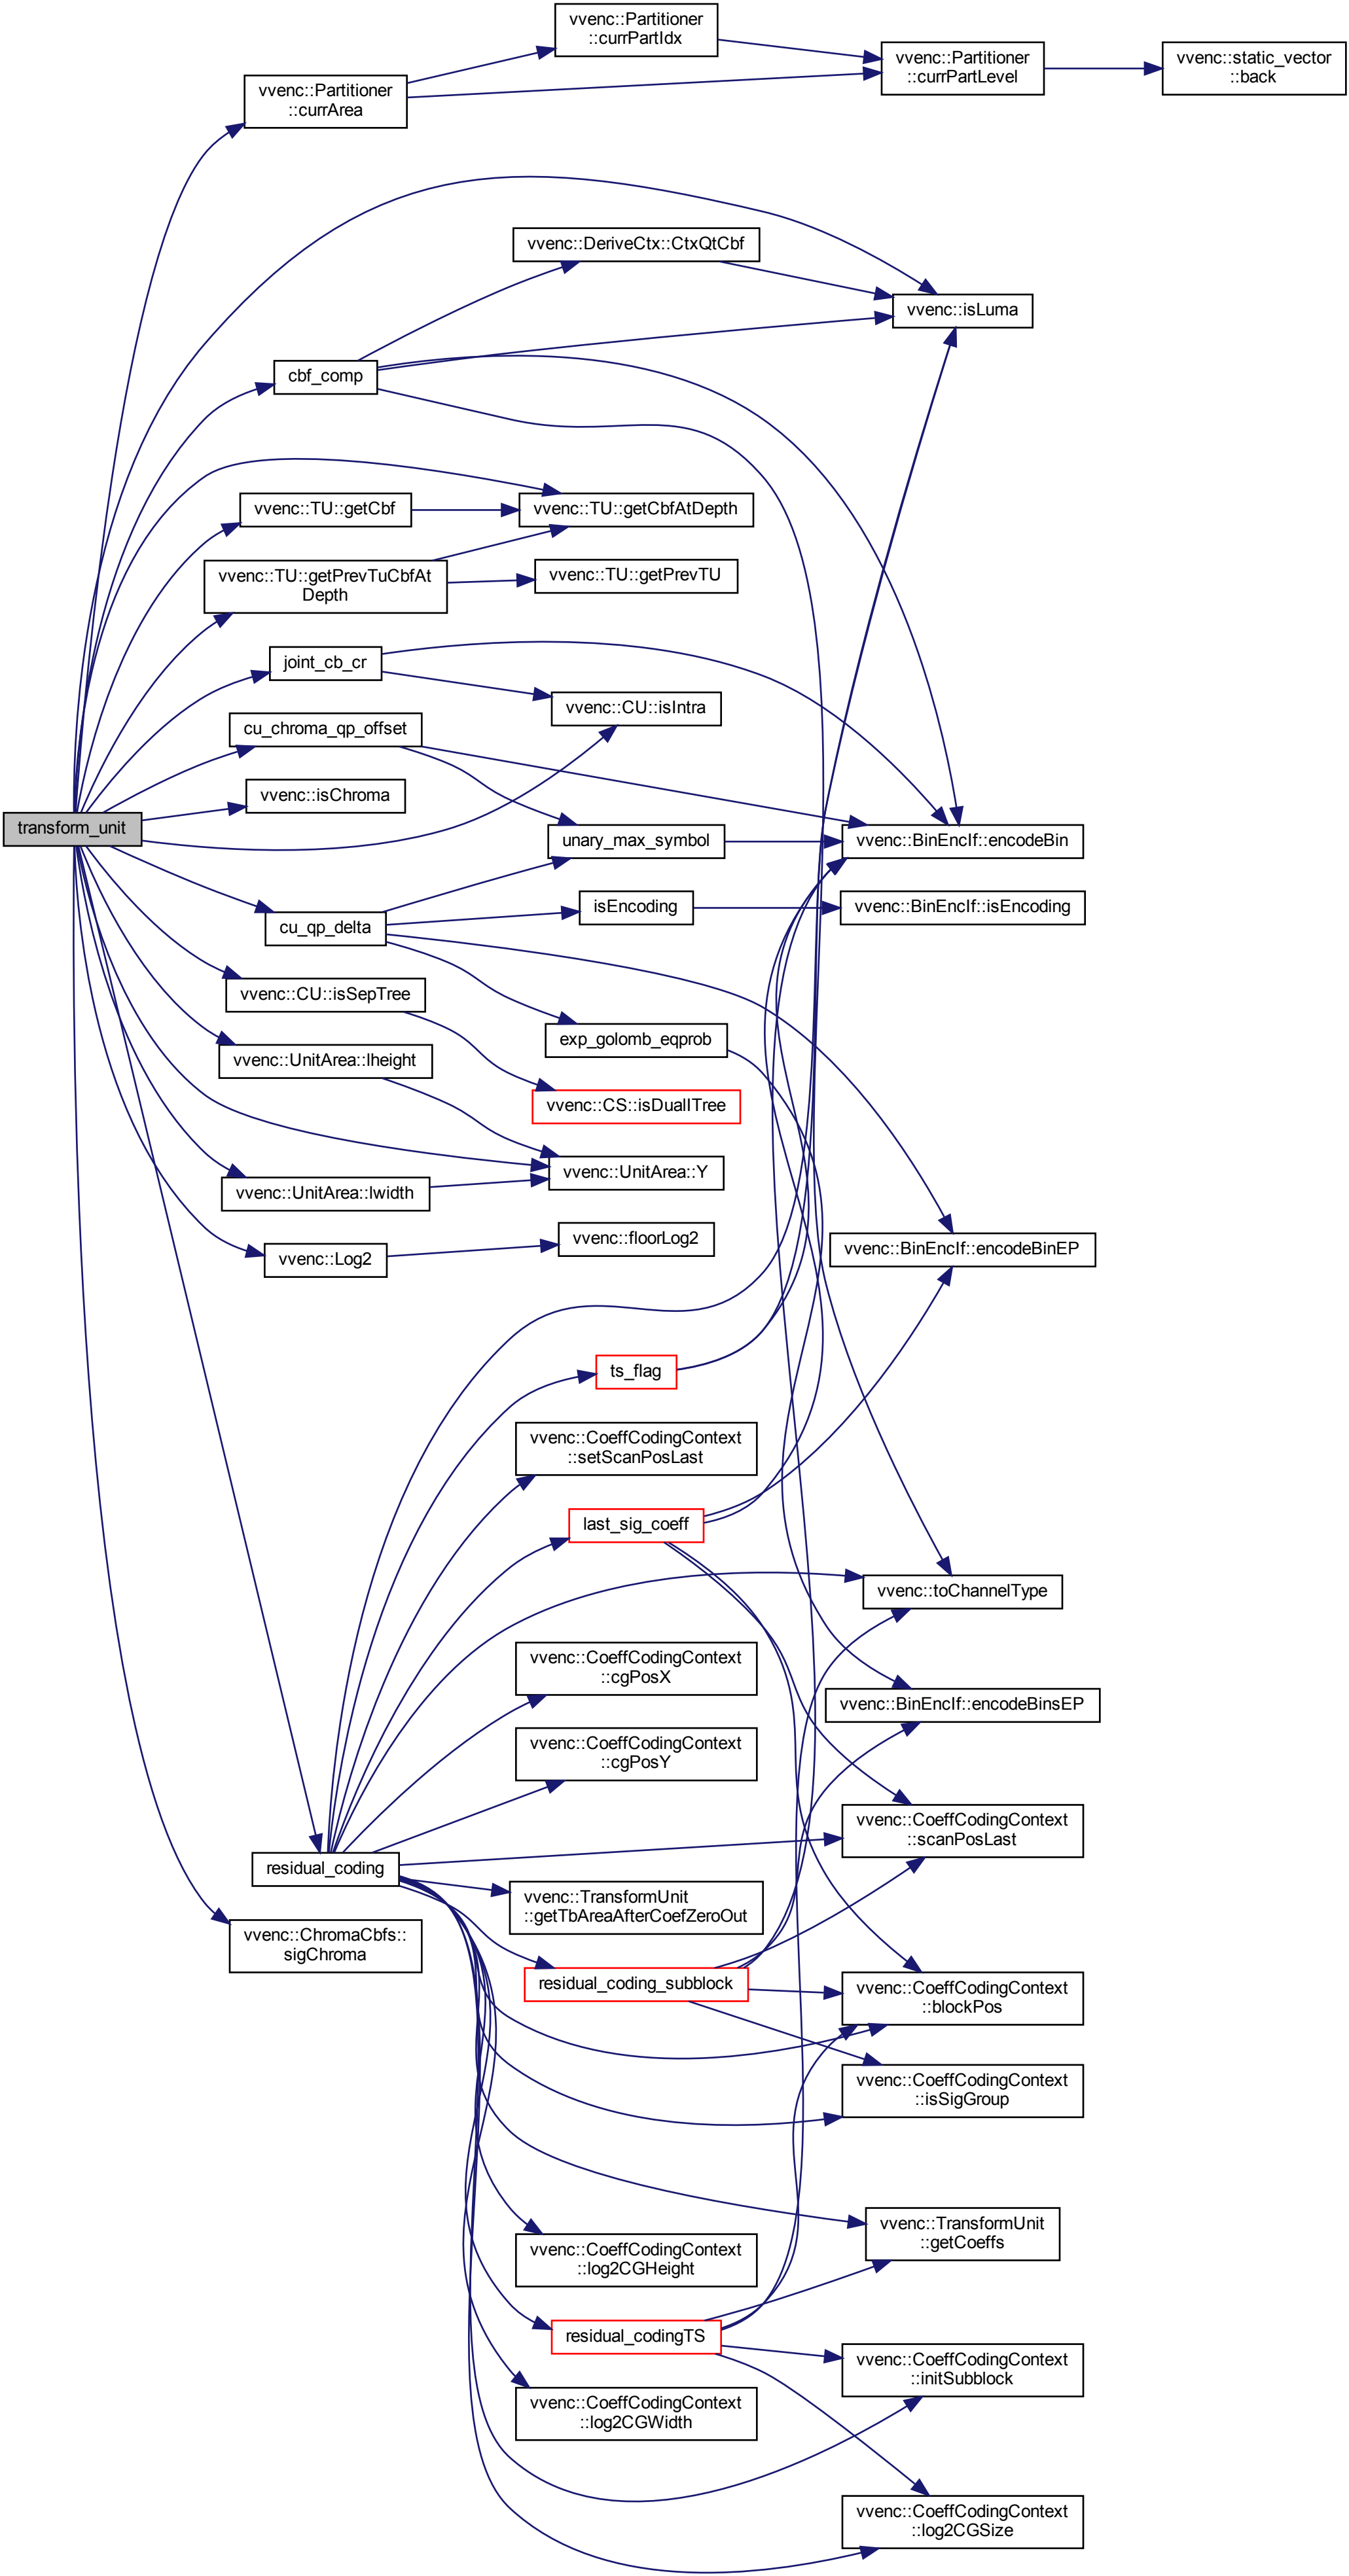 vvenc::Partitioner
::currPartIdx
vvenc::Partitioner
::currPartLevel
vvenc::static_vector
::back
vvenc::Partitioner
::currArea
vvenc::DeriveCtx::CtxQtCbf
vvenc::isLuma
cbf_comp
vvenc::TU::getCbf
vvenc::TU::getCbfAtDepth
vvenc::TU::getPrevTuCbfAt
Depth
vvenc::TU::getPrevTU
joint_cb_cr
vvenc::CU::isIntra
cu_chroma_qp_offset
vvenc::isChroma
transform_unit
unary_max_symbol
vvenc::BinEncIf::encodeBin
isEncoding
vvenc::BinEncIf::isEncoding
cu_qp_delta
vvenc::CU::isSepTree
exp_golomb_eqprob
vvenc::UnitArea::lheight
vvenc::CS::isDualITree
vvenc::UnitArea::Y
vvenc::UnitArea::lwidth
vvenc::floorLog2
vvenc::BinEncIf::encodeBinEP
vvenc::Log2
ts_flag
vvenc::CoeffCodingContext
::setScanPosLast
last_sig_coeff
vvenc::toChannelType
vvenc::CoeffCodingContext
::cgPosX
vvenc::BinEncIf::encodeBinsEP
vvenc::CoeffCodingContext
::cgPosY
vvenc::CoeffCodingContext
::scanPosLast
residual_coding
vvenc::TransformUnit
::getTbAreaAfterCoefZeroOut
vvenc::ChromaCbfs::
sigChroma
residual_coding_subblock
vvenc::CoeffCodingContext
::blockPos
vvenc::CoeffCodingContext
::isSigGroup
vvenc::TransformUnit
::getCoeffs
vvenc::CoeffCodingContext
::log2CGHeight
residual_codingTS
vvenc::CoeffCodingContext
::initSubblock
vvenc::CoeffCodingContext
::log2CGWidth
vvenc::CoeffCodingContext
::log2CGSize